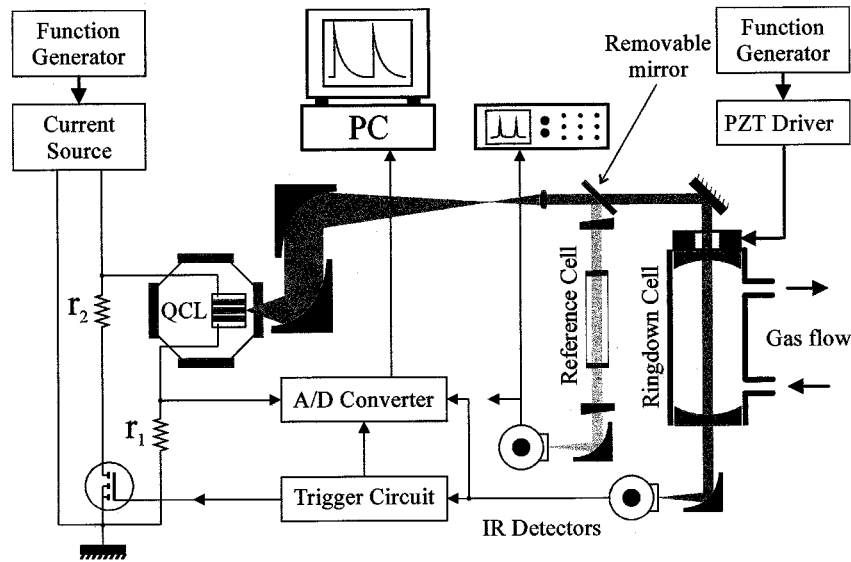 Function
Generator
Removable
mirror
Function
Generator
Current
Source
PC
PZT Driver
QCL
r2
Reference Cell
Ringdown Cell
Gas flow
A/D Converter
r1
Trigger Circuit
IR Detectors